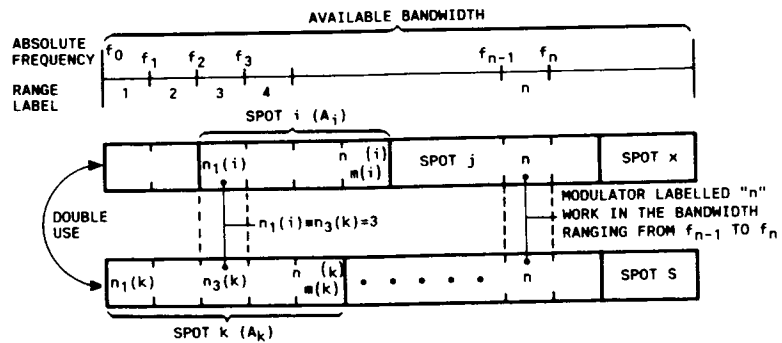 AVAILABLE BANDWIDTH
ABSOLUTE FREQUENCY
f0 f1 f2 f3 fn-1 fn
RANGE LABEL
1 2 3 4 n
SPOT i (Ai)
n1(i) n m(i) (i) SPOT j n SPOT x
DOUBLE USE
n1(i)≡n3(k)=3
MODULATOR LABELLED "n"
WORK IN THE BANDWIDTH
RANGING FROM fn-1 TO fn
n1(k) n3(k) n m(k) (k) n SPOT S
SPOT k (Ak)